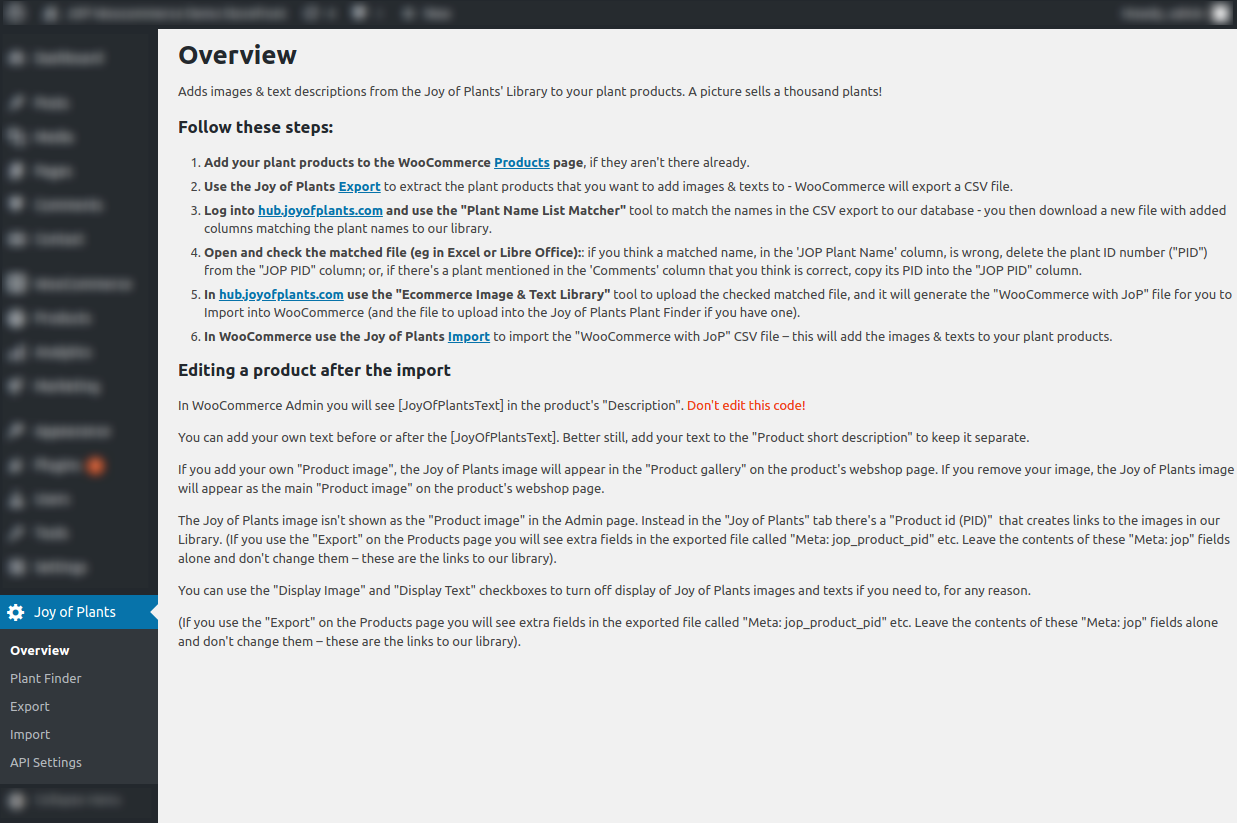 Overview
Adds images & text descriptions from the Joy of Plants' Library to your plant products. A picture sells a thousand plants!
Follow these steps:
1. Add your plant products to the WooCommerce Products page, if they aren't there already.
2. Use the Joy of Plants Export to extract the plant products that you want to add images & texts to - WooCommerce will export a CSV file.
3. Log into hub.joyofplants.com and use the "Plant Name List Matcher" tool to match the names in the CSV export to our database - you then download a new file with added
columns matching the plant names to our library.
4. Open and check the matched file (eg in Excel or Libre Office):: if you think a matched name, in the 'JOP Plant Name' column, is wrong, delete the plant ID number ("PID")
from the "JOP PID" column; or, if there's a plant mentioned in the 'Comments' column that you think is correct, copy its PID into the "JOP PID" column.
5. In hub.joyofplants.com use the "Ecommerce Image & Text Library" tool to upload the checked matched file, and it will generate the "WooCommerce with JoP" file for you to
Import into WooCommerce (and the file to upload into the Joy of Plants Plant Finder if you have one).
6. In WooCommerce use the Joy of Plants Import to import the "WooCommerce with JoP" CSV file – this will add the images & texts to your plant products.
Editing a product after the import
In WooCommerce Admin you will see [JoyOfPlantsText] in the product's "Description". Don't edit this code!
You can add your own text before or after the [JoyOfPlantsText]. Better still, add your text to the "Product short description" to keep it separate.
If you add your own "Product image", the Joy of Plants image will appear in the "Product gallery" on the product's webshop page. If you remove your image, the Joy of Plants image
will appear as the main "Product image" on the product's webshop page.
The Joy of Plants image isn't shown as the "Product image" in the Admin page. Instead in the "Joy of Plants" tab there's a "Product id (PID)" that creates links to the images in our
Library. (If you use the "Export" on the Products page you will see extra fields in the exported file called "Meta: jop_product_pid" etc. Leave the contents of these "Meta: jop" fields
alone and don't change them – these are the links to our library).
You can use the "Display Image" and "Display Text" checkboxes to turn off display of Joy of Plants images and texts if you need to, for any reason.
(If you use the "Export" on the Products page you will see extra fields in the exported file called "Meta: jop_product_pid" etc. Leave the contents of these "Meta: jop" fields alone
and don't change them – these are the links to our library).
Joy of Plants
Overview
Plant Finder
Export
Import
API Settings